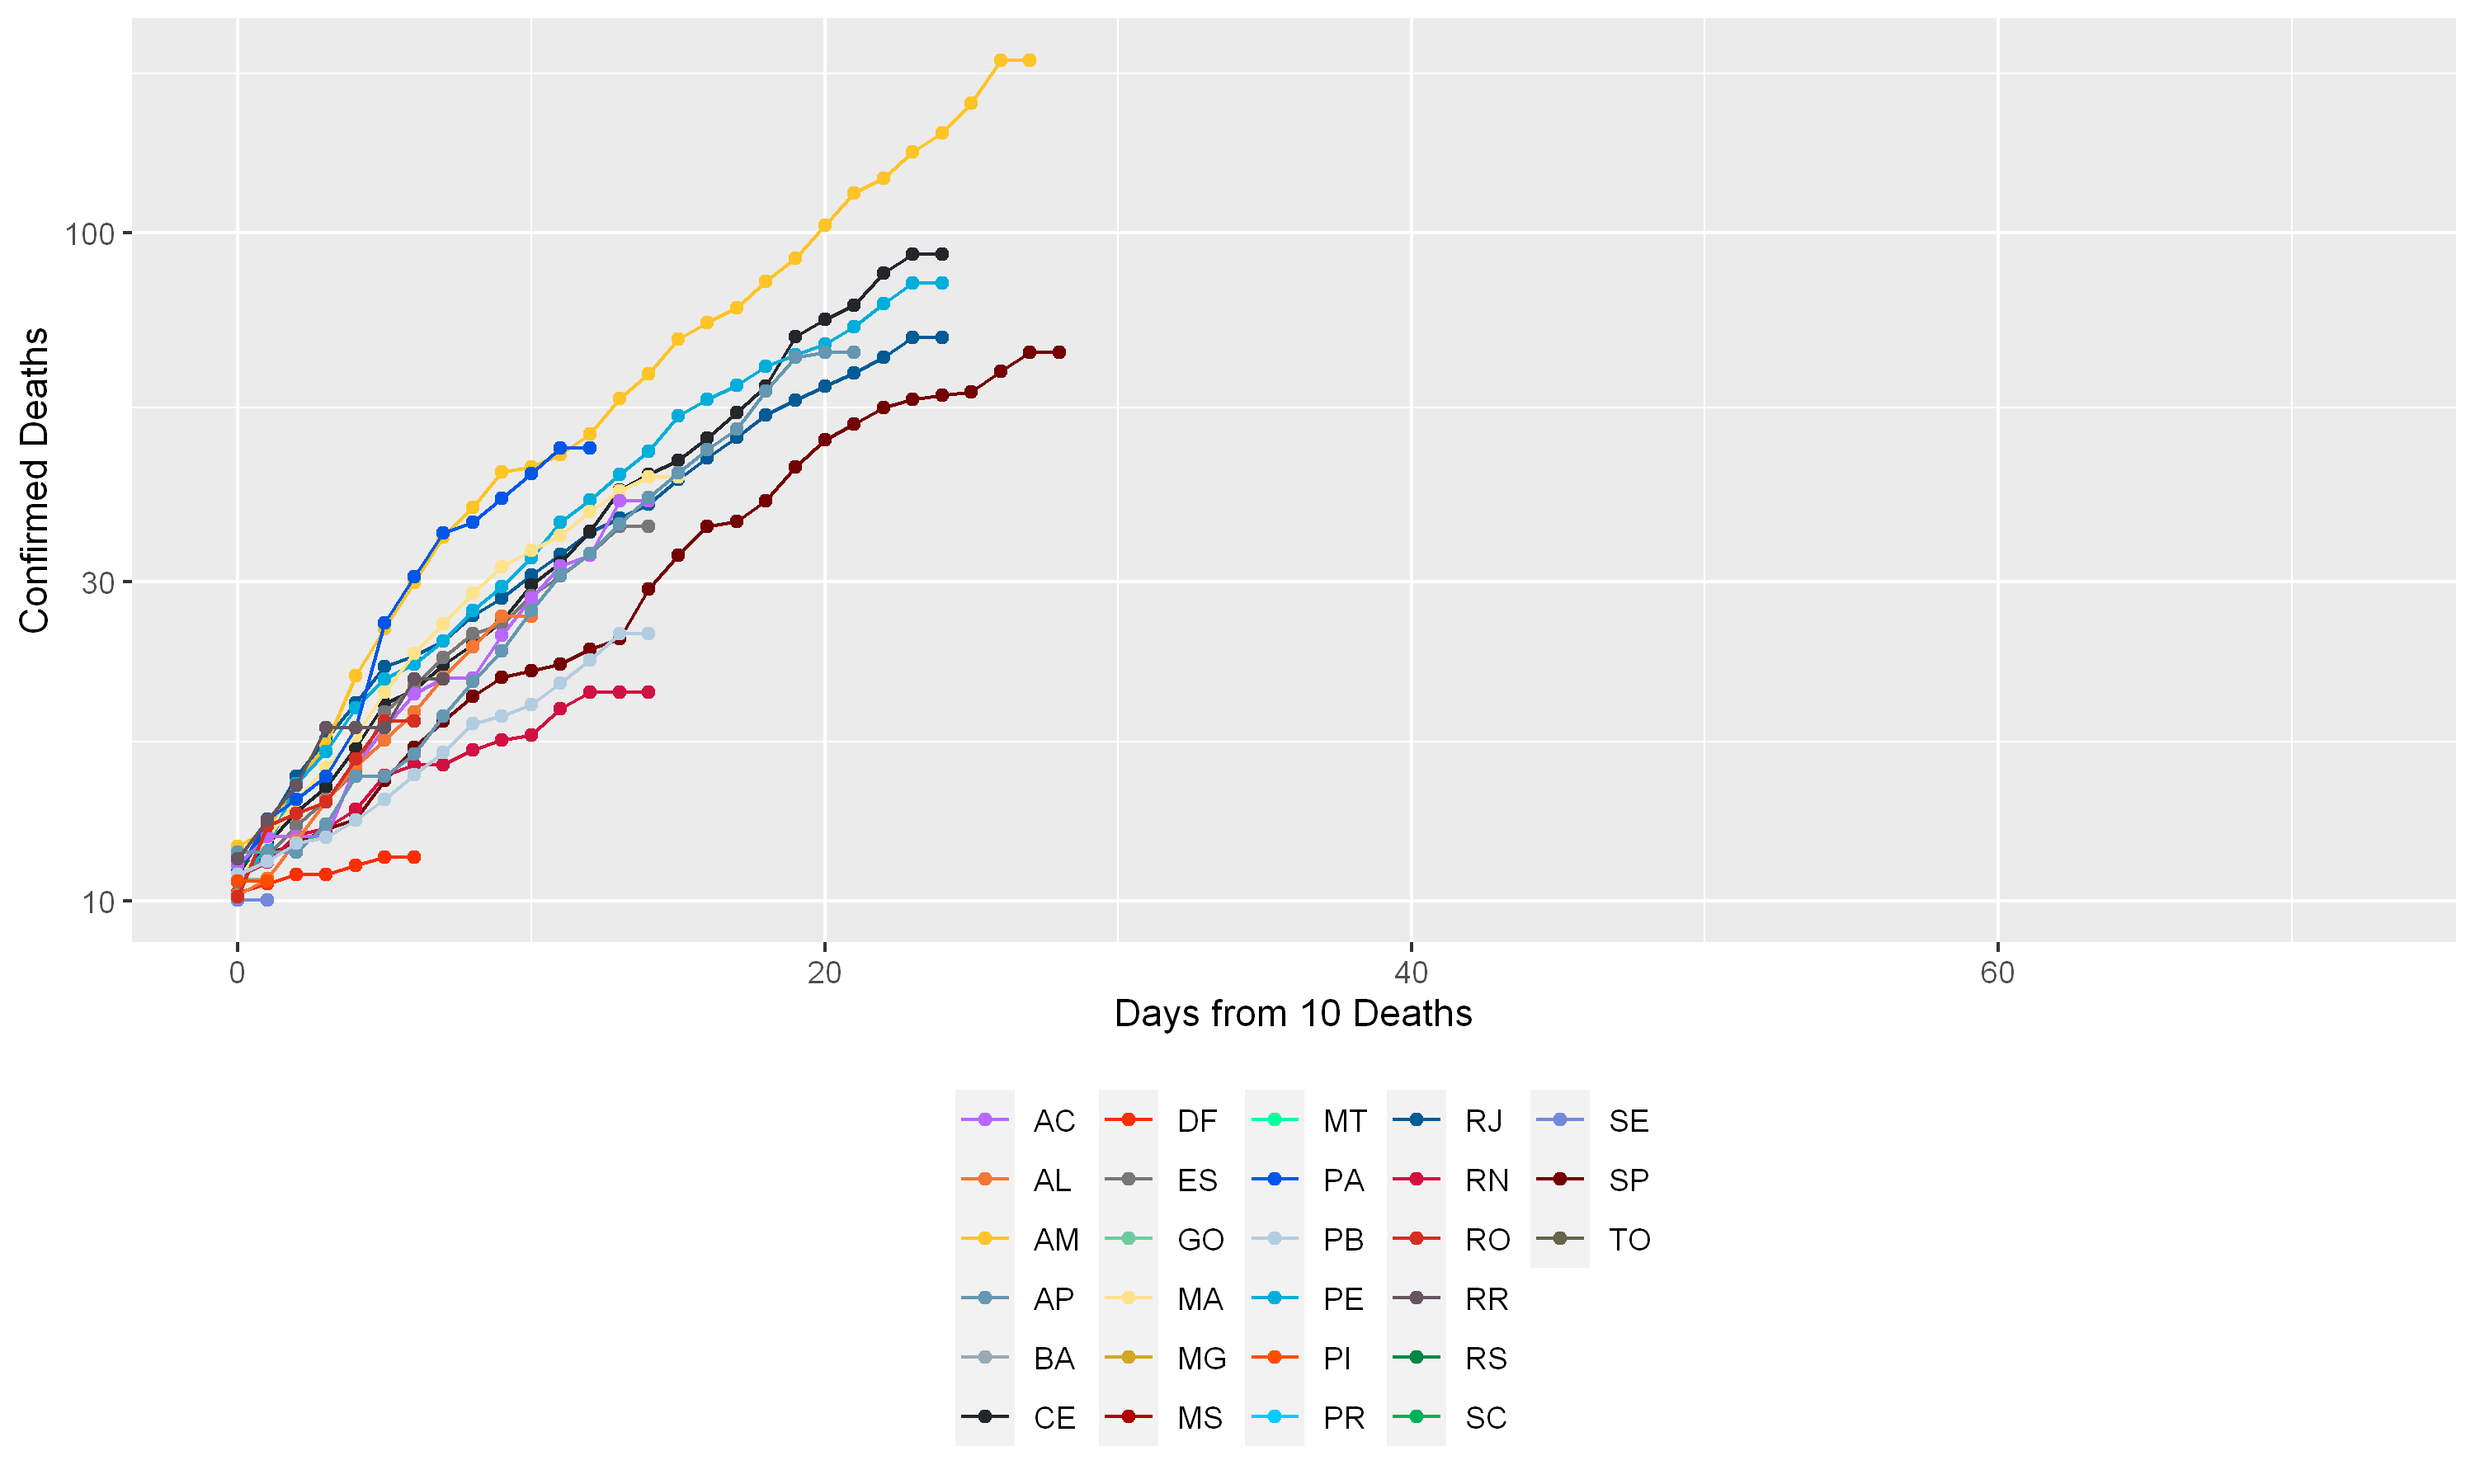 Confirmed Deaths
100
30
10
0 20 40 60
Days from 10 Deaths
AC DF MT RJ SE
AL ES PA RN SP
AM GO PB RO TO
AP MA PE RR
BA MG PI RS
CE MS PR SC